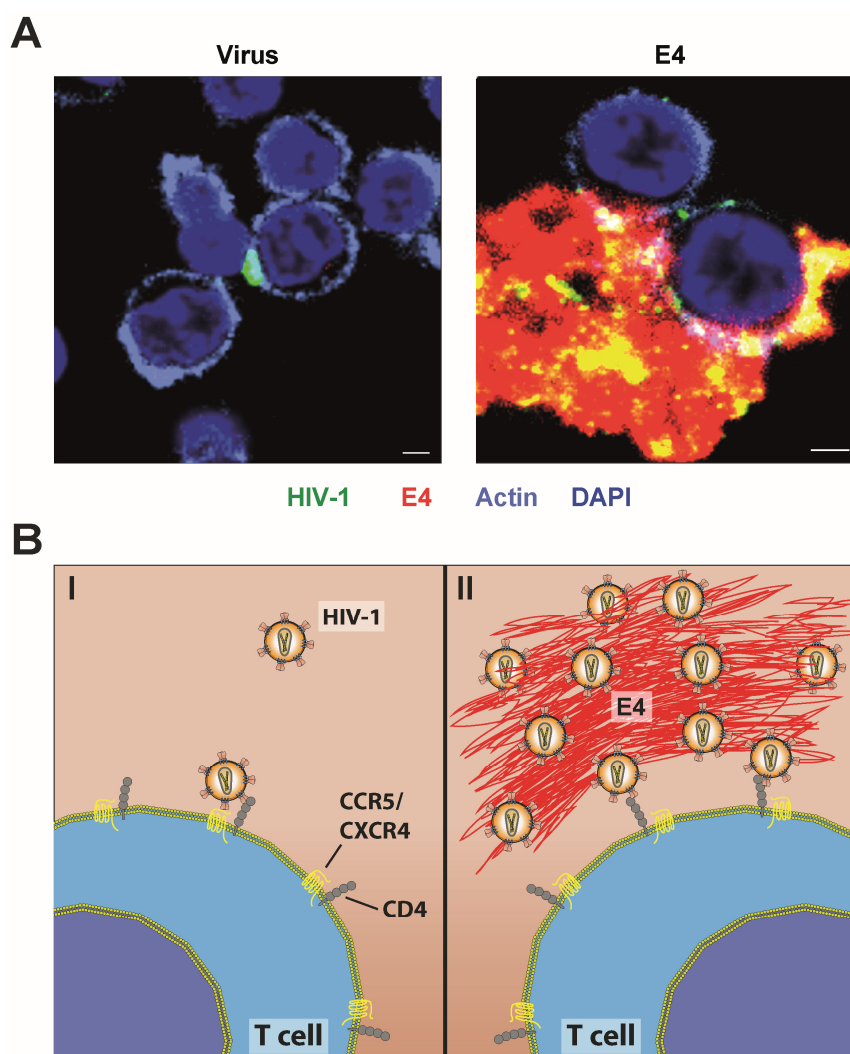 A
Virus
E4
HIV-1 E4 Actin DAPI
B
I
HIV-1
CCR5/
CXCR4
CD4
T cell
II
E4
T cell